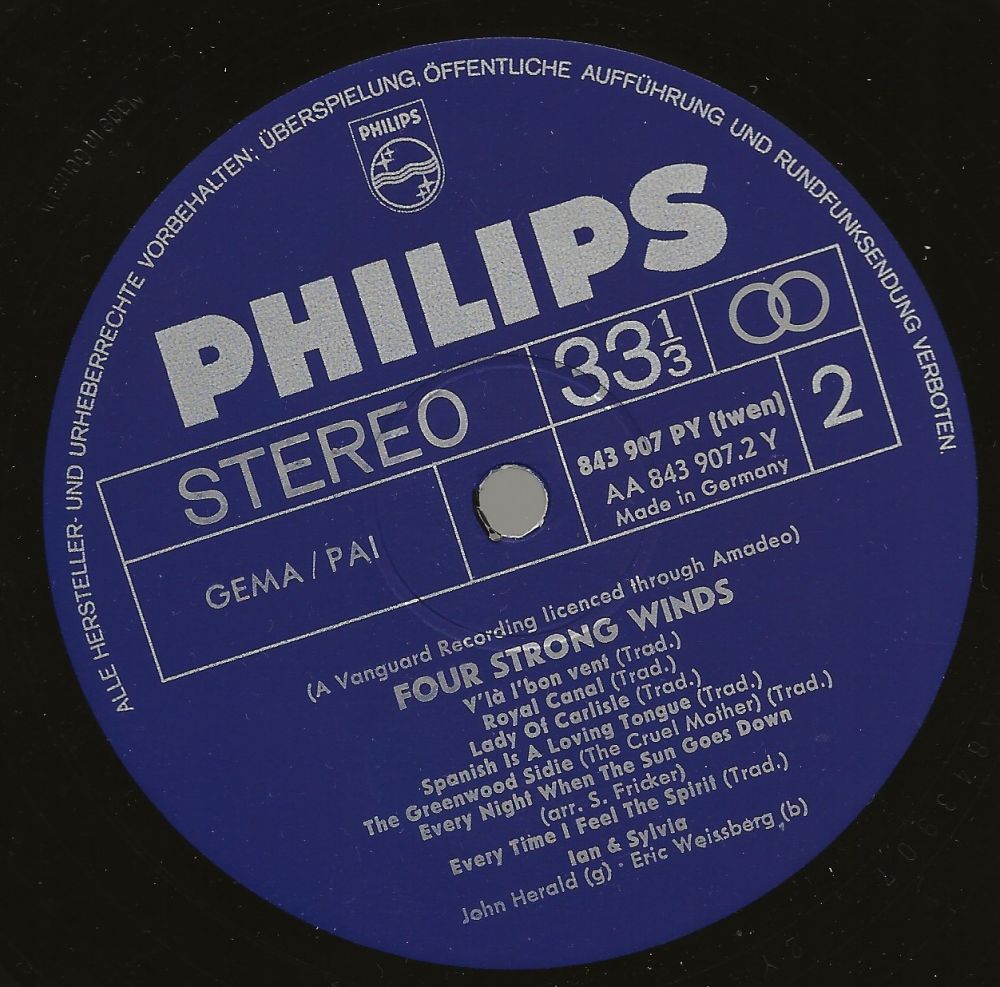 ALLE HERSTELLER- UND URHEBERRECHTE VORBEHALTEN; ÜBERSPIELUNG, ÖFFENTLICHE AUFFÜHRUNG UND RUNDFUNKSENDUNG VERBOTEN
PHILIPS
PHILIPS
STEREO
33 1/3
GEMA / PAI
843 907 PY (twen)
AA 843 907.2 Y
Made in Germany
2
(A Vanguard Recording licenced through Amadeo)
FOUR STRONG WINDS
V'là l'bon vent (Trad.)
Royal Canal (Trad.)
Lady Of Carlisle (Trad.)
Spanish Is A Loving Tongue (Trad.)
The Greenwood Sidie (The Cruel Mother) (Trad.)
Every Night When The Sun Goes Down
(arr. S. Fricker)
Every Time I Feel The Spirit (Trad.)
Ian & Sylvia
John Herald (g) · Eric Weissberg (b)